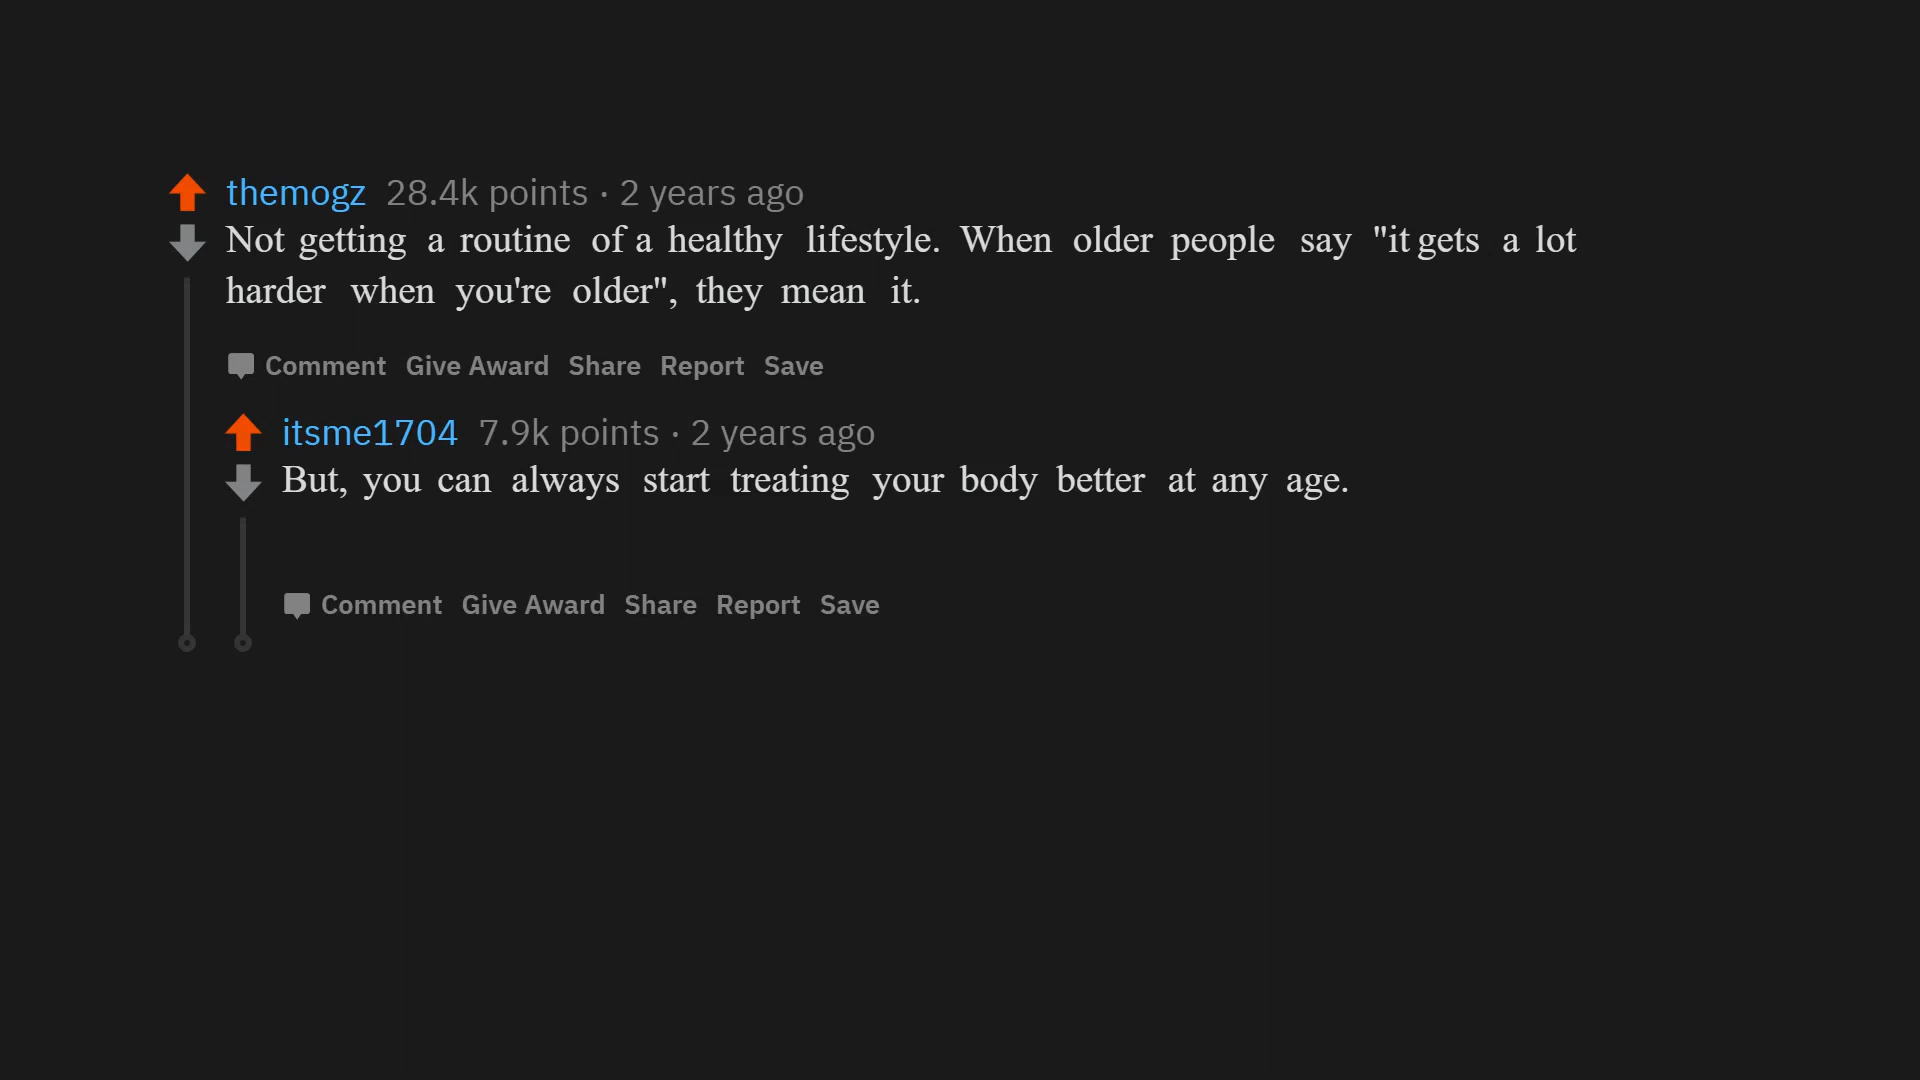 themogz 28.4k points · 2 years ago
Not getting a routine of a healthy lifestyle. When older people say "it gets a lot
harder when you're older", they mean it.
Comment Give Award Share Report Save
itsme1704 7.9k points · 2 years ago
But, you can always start treating your body better at any age.
Comment Give Award Share Report Save